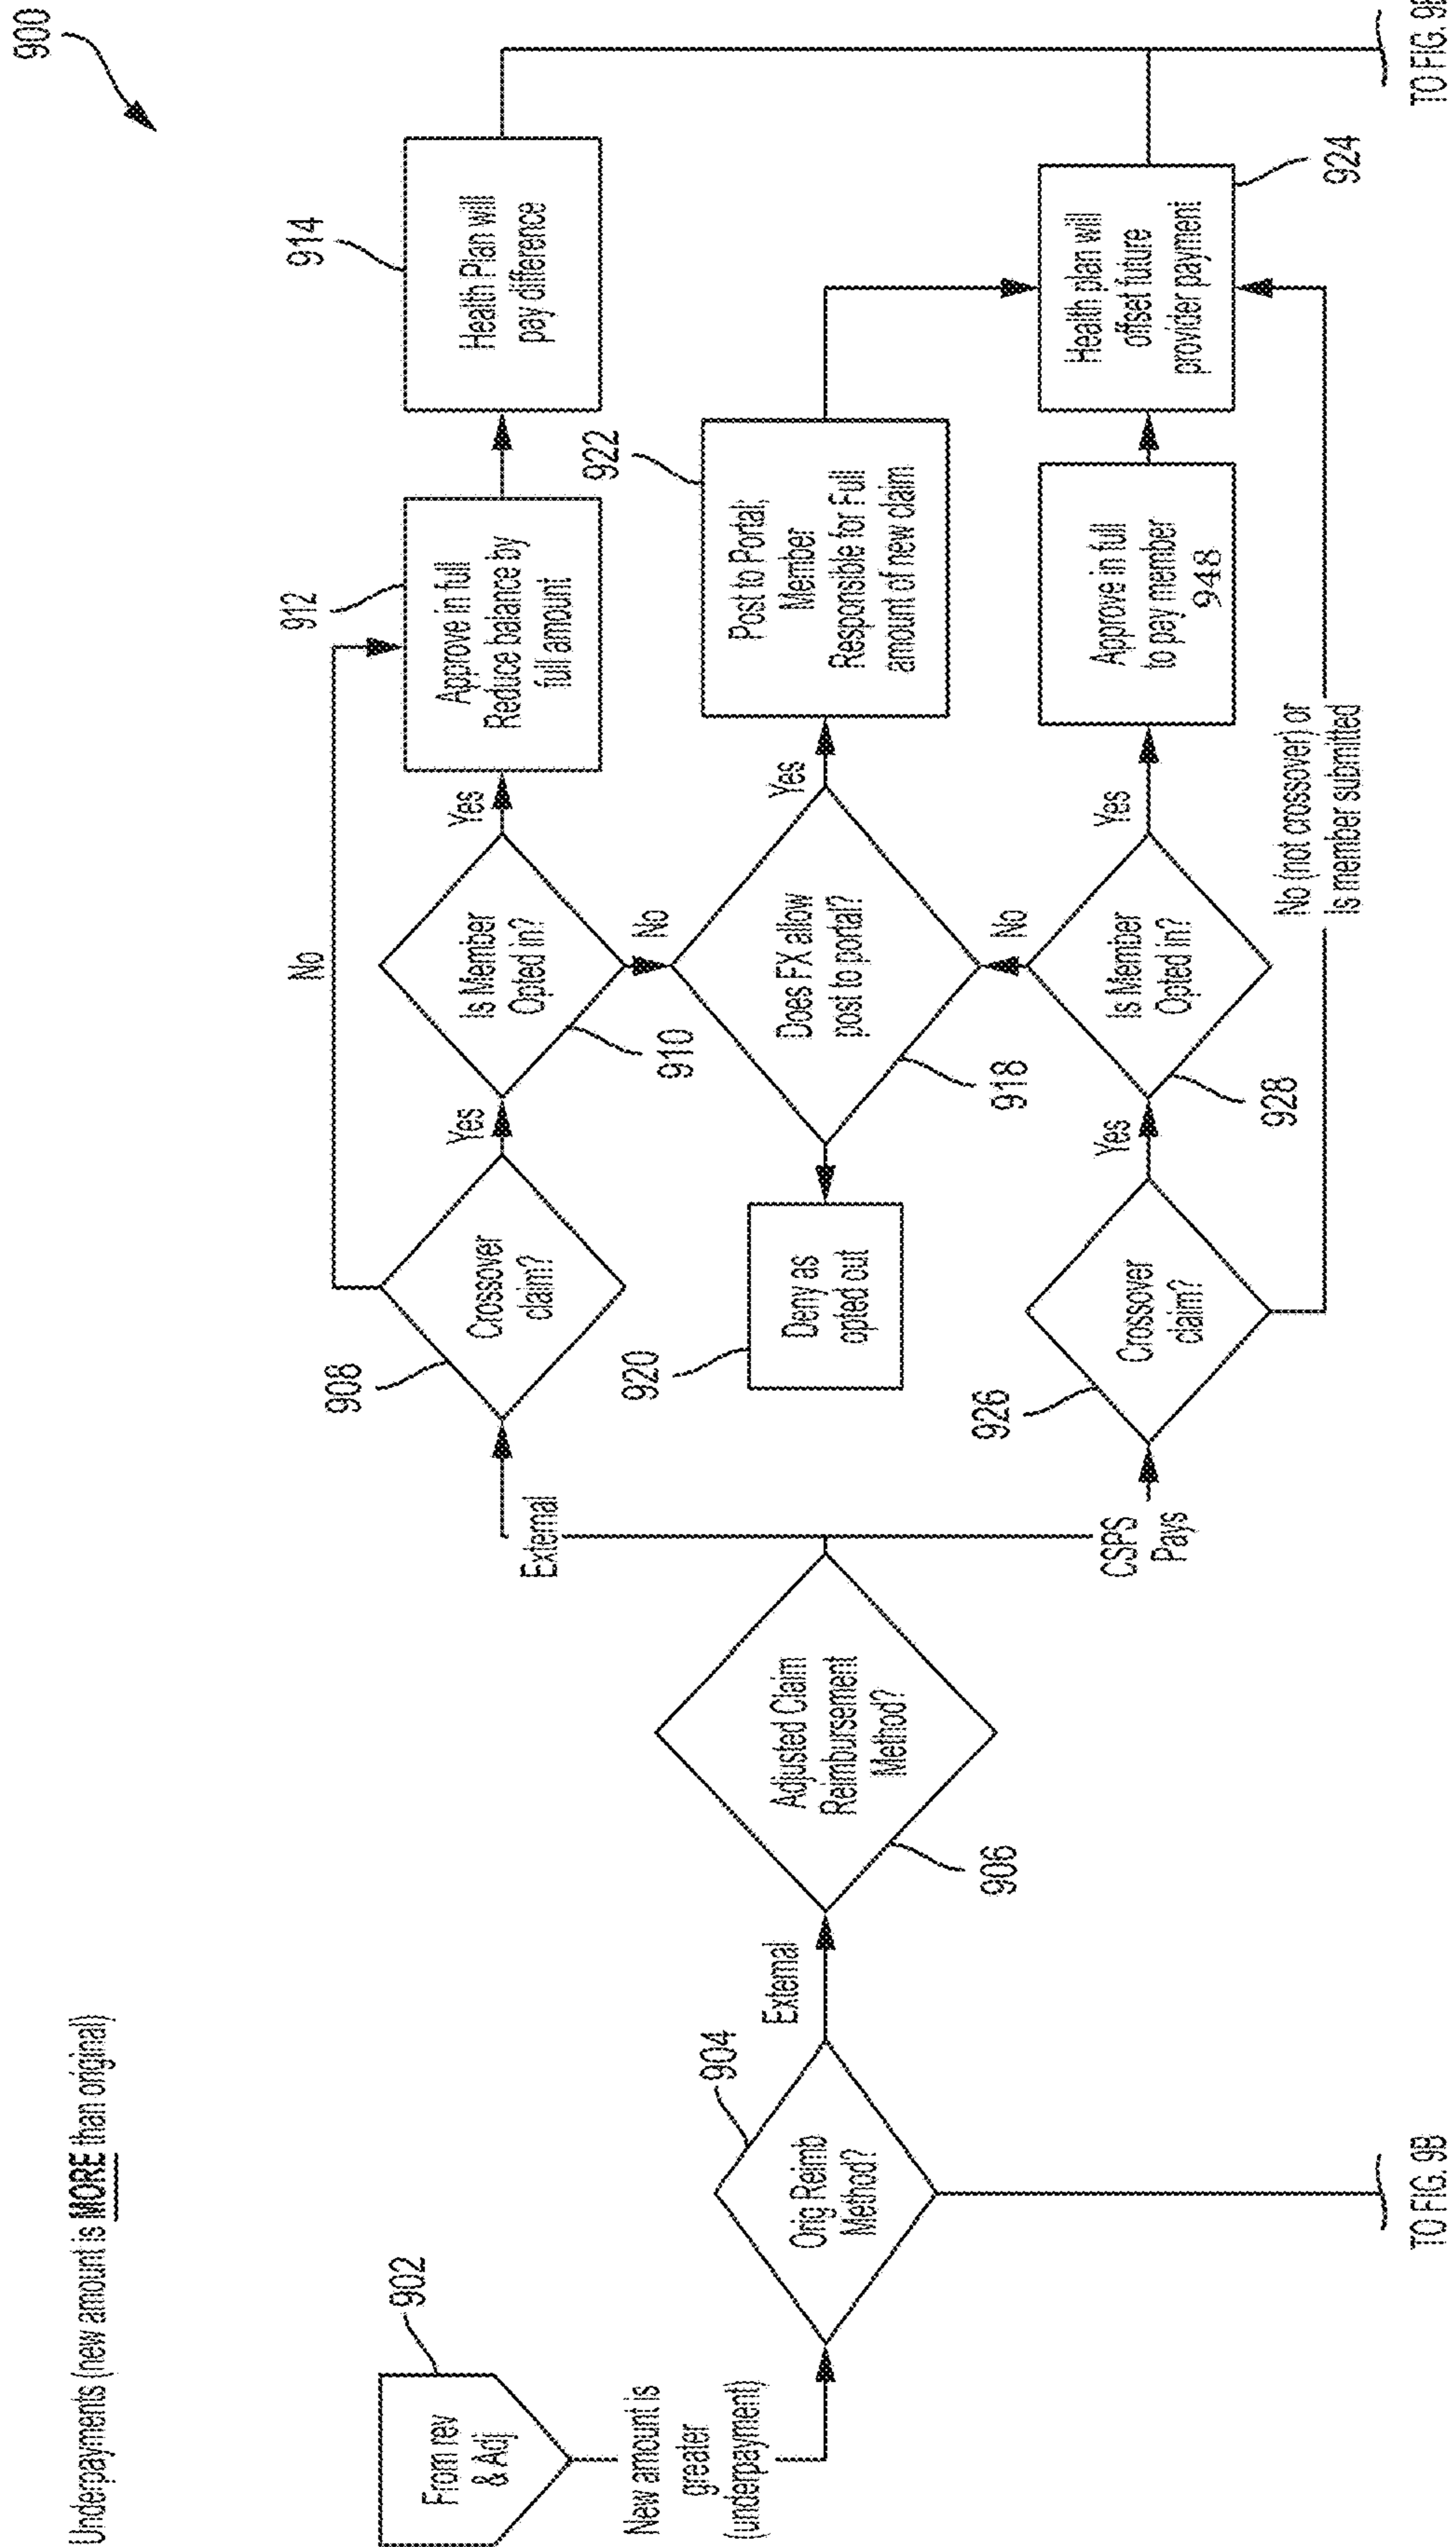 900
Underpayments (new amount is MORE than original)
902
From rev
& Adj
New amount is
greater
(underpayment)
904
Orig Reimb
Method?
External
TO FIG. 9B
906
Adjusted Claim
Reimbursement
Method?
External
CSPS
Pays
908
Crossover
claim?
No
Yes
910
Is Member
Opted in?
Yes
No
912
Approve in full
Reduce balance by
full amount
914
Health Plan will
pay difference
918
Does FX allow
post to portal?
Yes
920
Deny as
opted out
922
Post to Portal;
Member
Responsible for Full
amount of new claim
926
Crossover
claim?
Yes
No (not crossover) or
Is member submitted
928
Is Member
Opted in?
No
Yes
Approve in full
to pay member
948
924
Health plan will
offset future
provider payment
TO FIG.